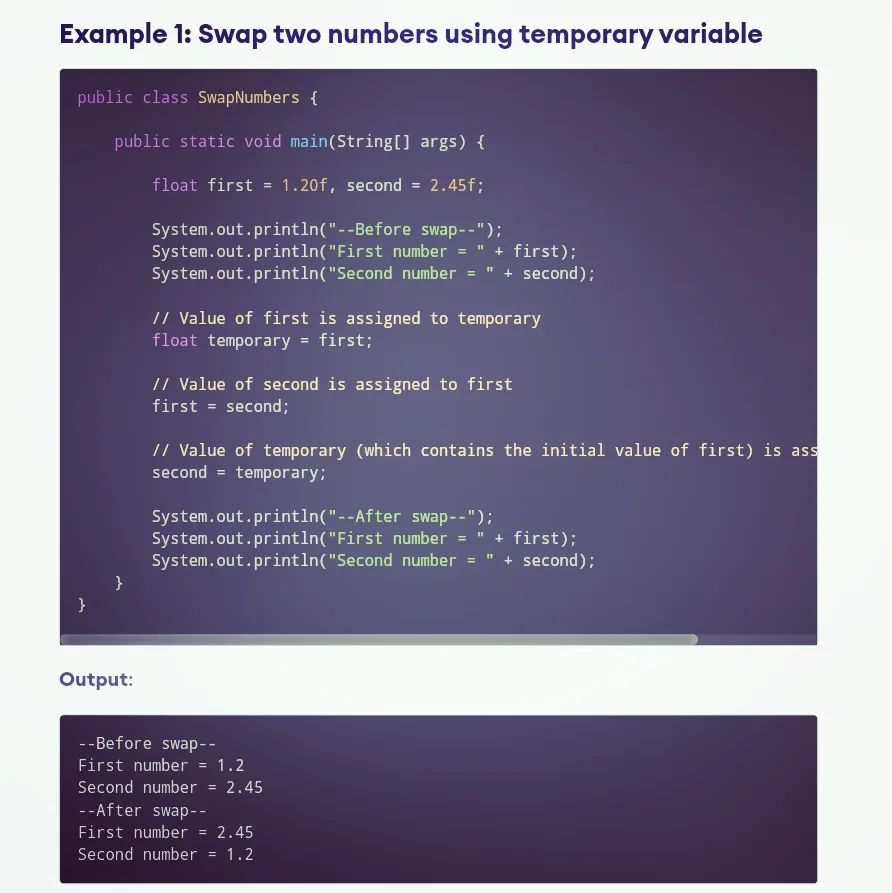 Example 1: Swap two numbers using temporary variable
public class SwapNumbers {
public static void main(String[] args) {
float first = 1.20f, second = 2.45f;
System.out.println("--Before swap--");
System.out.println("First number = " + first);
System.out.println("Second number = " + second);
// Value of first is assigned to temporary
float temporary = first;
// Value of second is assigned to first
first = second;
// Value of temporary (which contains the initial value of first) is ass
second = temporary;
System.out.println("--After swap--");
System.out.println("First number = " + first);
System.out.println("Second number = " + second);
}
}
Output:
--Before swap--
First number = 1.2
Second number = 2.45
--After swap--
First number = 2.45
Second number = 1.2